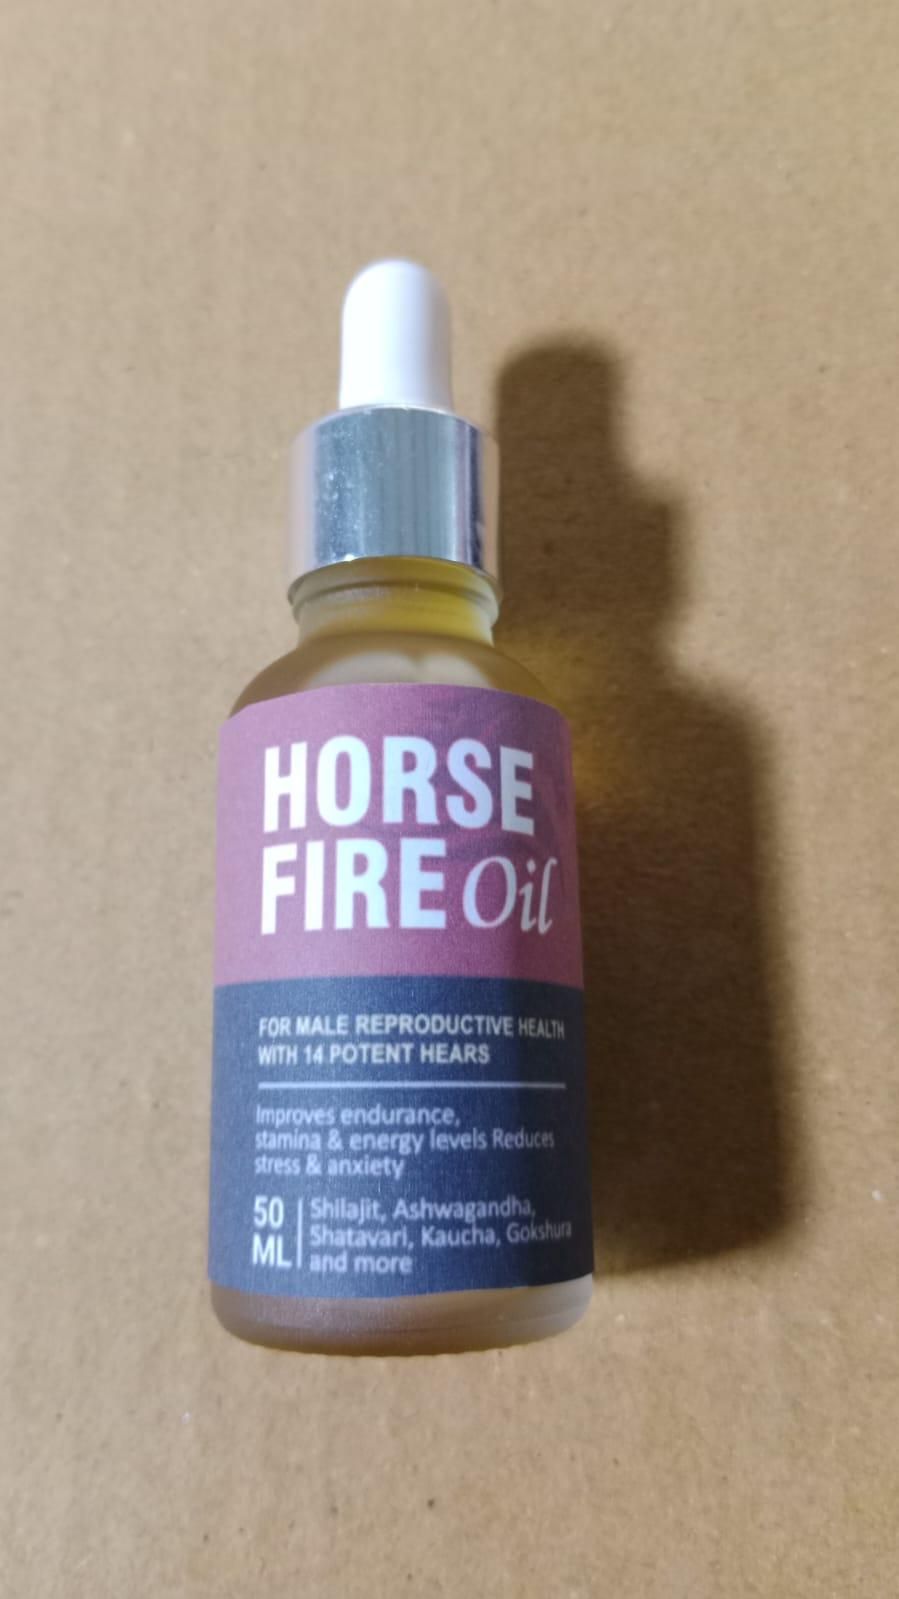 HORSE
FIRE Oil
FOR MALE REPRODUCTIVE HEALTH
WITH 14 POTENT HEARS
Improves endurance,
stamina & energy levels Reduces
stress & anxiety
50
ML
Shilajit, Ashwagandha,
Shatavari, Kaucha, Gokshura
and more